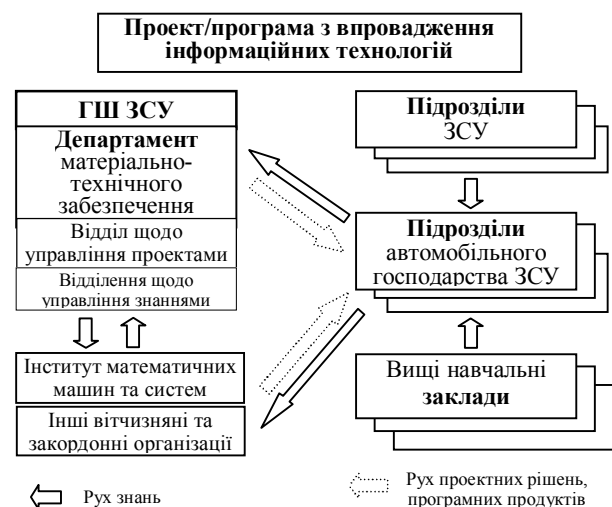 Проект/програма з впровадження
інформаційних технологій
ГШ ЗСУ
Департамент
матеріально-
технічного
забезпечення
Відділ щодо
управління проектами
Відділення щодо
управління знаннями
Інститут математичних
машин та систем
Інші вітчизняні та
закордонні організації
Підрозділи
ЗСУ
Підрозділи
автомобільного
господарства ЗСУ
Вищі навчальні
заклади
Рух знань
Рух проектних рішень,
програмних продуктів